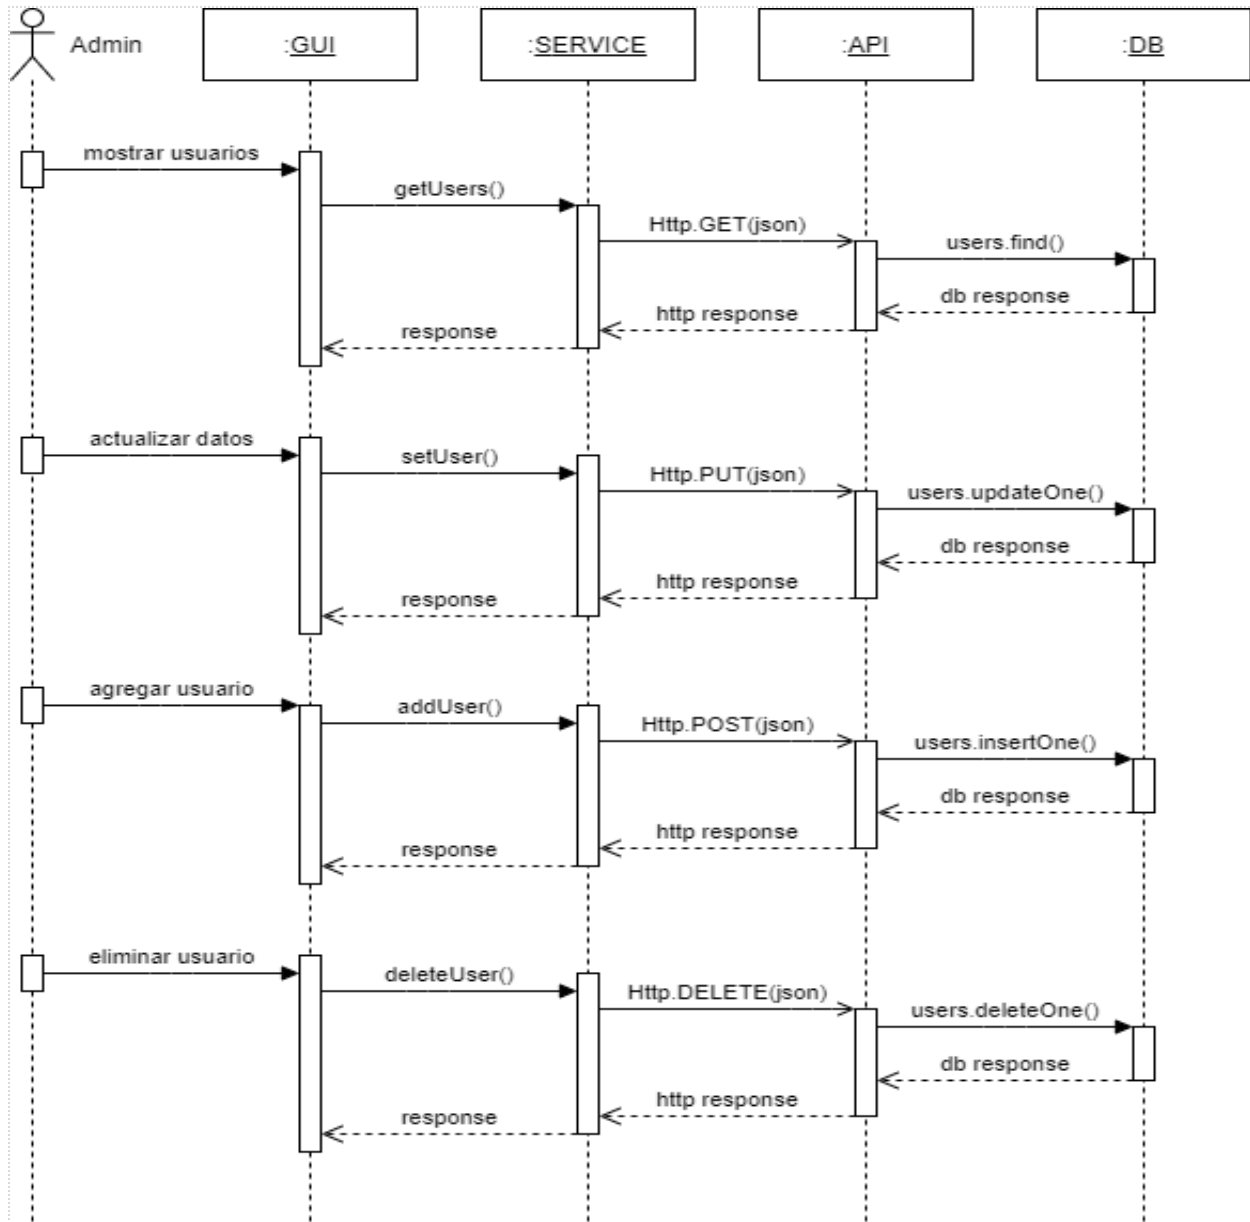 Admin
:GUI
:SERVICE
:API
:DB
mostrar usuarios
getUsers()
Http.GET(json)
users.find()
db response
http response
response
actualizar datos
setUser()
Http.PUT(json)
users.updateOne()
db response
http response
response
agregar usuario
addUser()
Http.POST(json)
users.insertOne()
db response
http response
response
eliminar usuario
deleteUser()
Http.DELETE(json)
users.deleteOne()
db response
http response
response